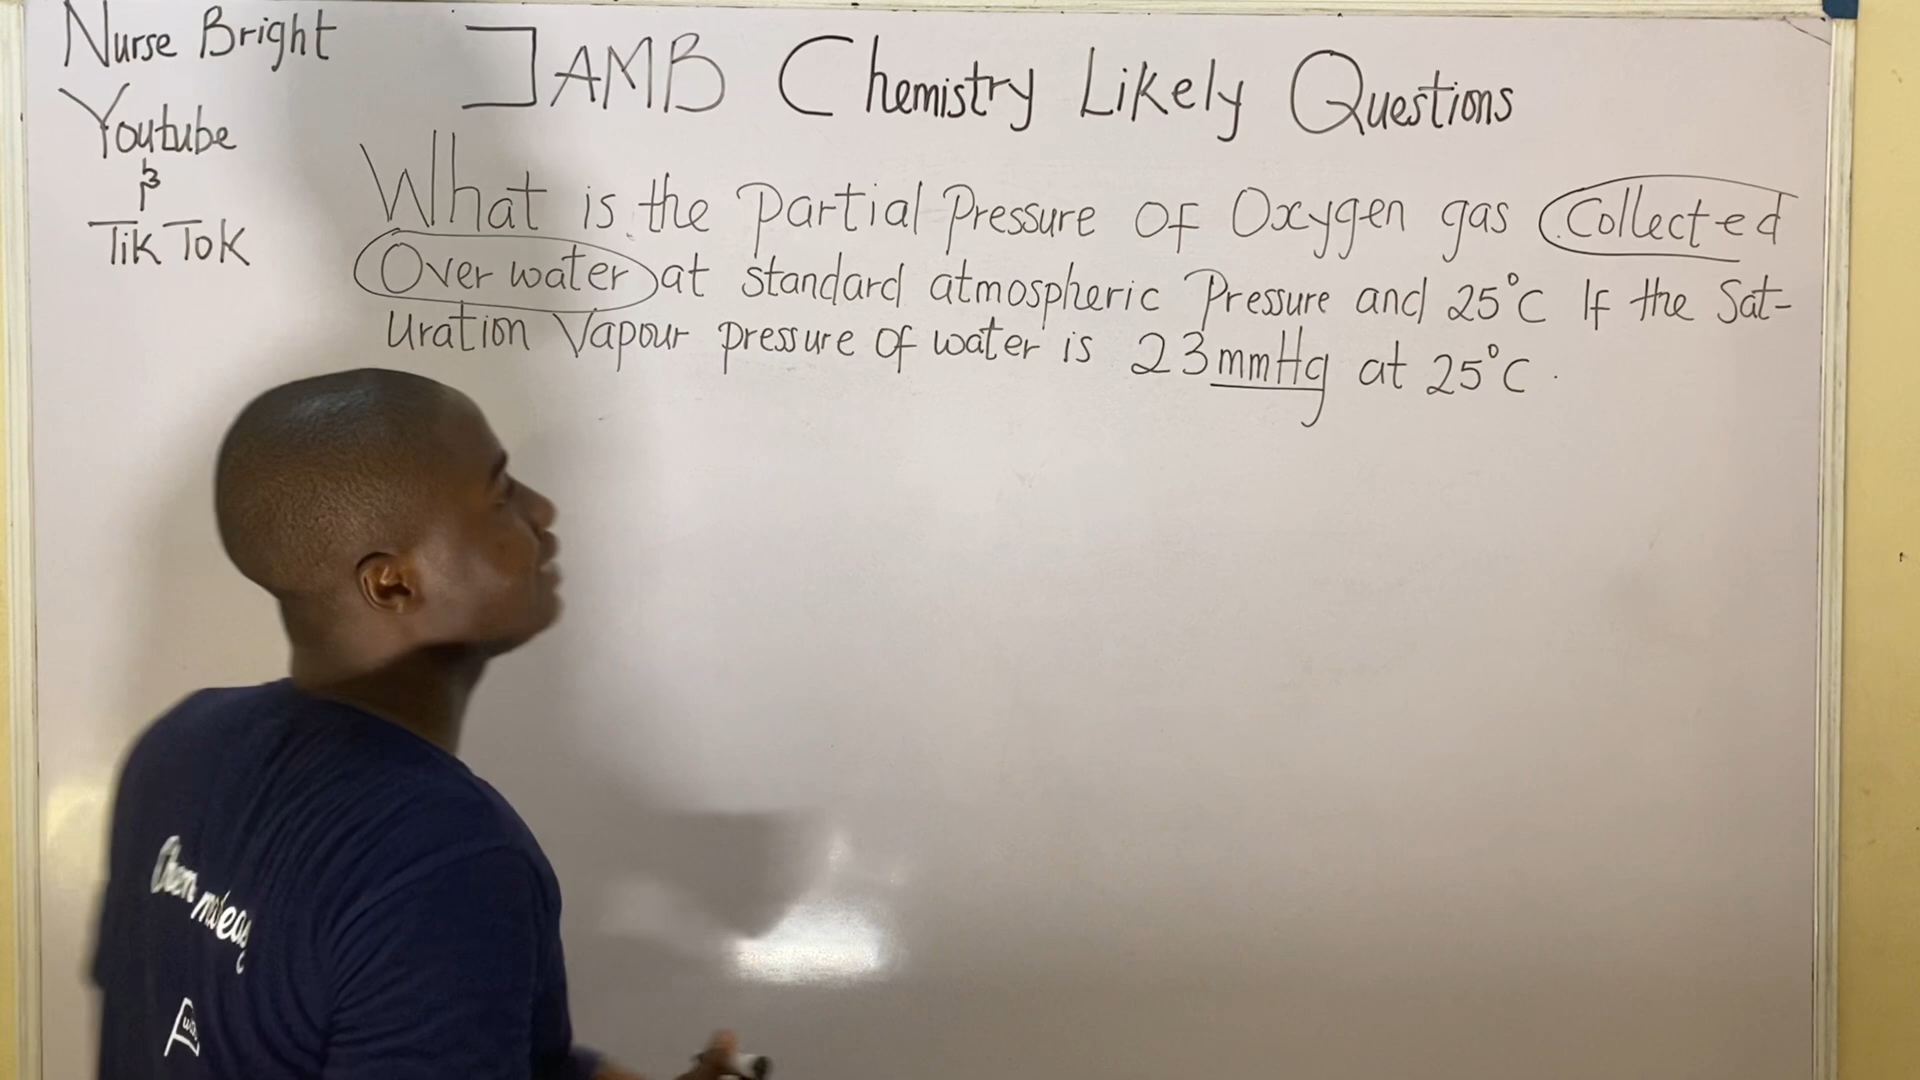 Nurse Bright
Youtube
&
TikTok
JAMB Chemistry Likely Questions
What is the partial Pressure OF Oxygen gas Collected
Over water at standard atmospheric Pressure and 25°C If the Sat-
uration Vapour pressure of water is 23mmHg at 25°C.
Chem